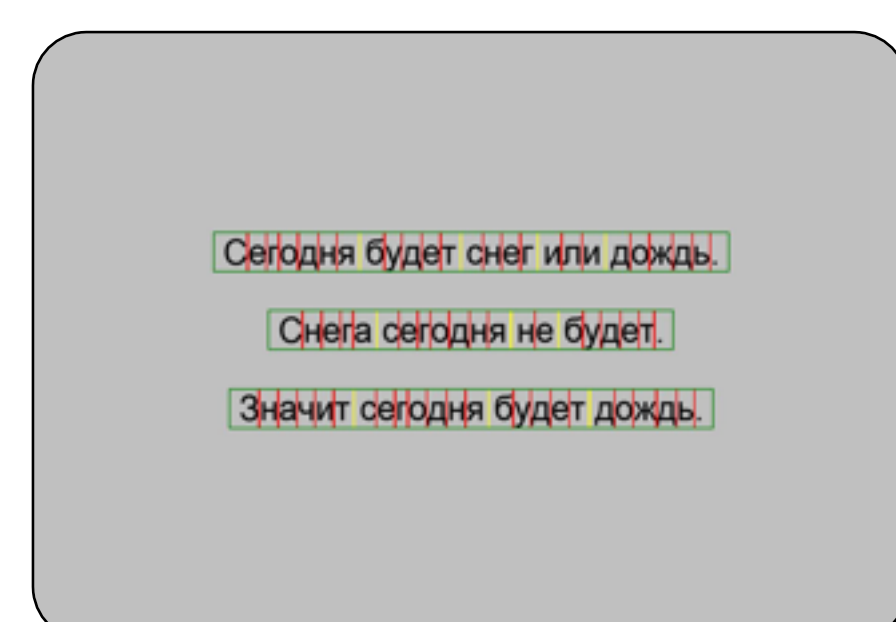 Сегодня будет снег или дождь.
Снега сегодня не будет.
Значит сегодня будет дождь.